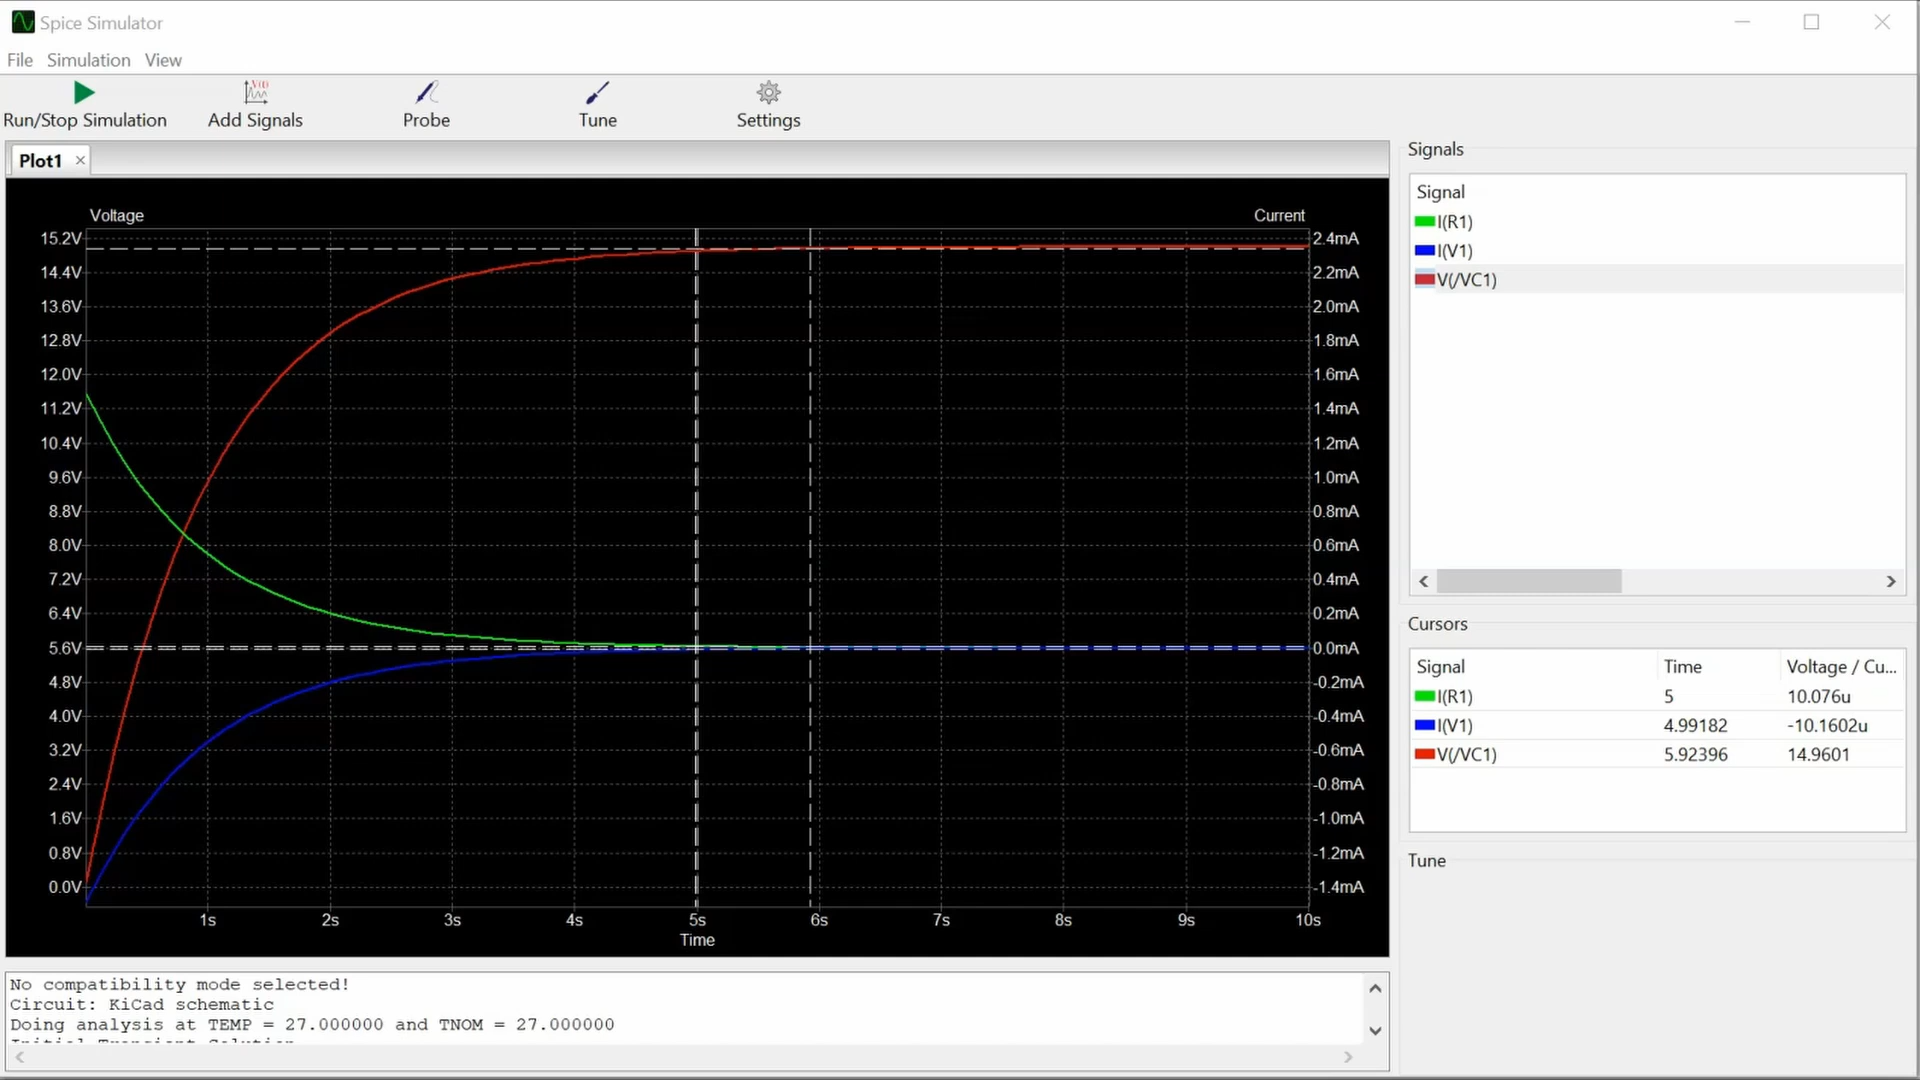 Spice Simulator
File Simulation View
Run/Stop Simulation Add Signals Probe Tune Settings
Plot1
Voltage Current
15.2V 2.4mA
14.4V 2.2mA
13.6V 2.0mA
12.8V 1.8mA
12.0V 1.6mA
11.2V 1.4mA
10.4V 1.2mA
9.6V 1.0mA
8.8V 0.8mA
8.0V 0.6mA
7.2V 0.4mA
6.4V 0.2mA
5.6V 0.0mA
4.8V -0.2mA
4.0V -0.4mA
3.2V -0.6mA
2.4V -0.8mA
1.6V -1.0mA
0.8V -1.2mA
0.0V -1.4mA
1s 2s 3s 4s 5s 6s 7s 8s 9s 10s
Time
No compatibility mode selected!
Circuit: KiCad schematic
Doing analysis at TEMP = 27.000000 and TNOM = 27.000000
Initial Transient Solution
Signals
Signal
I(R1)
I(V1)
V(/VC1)
Cursors
Signal Time Voltage / Cu...
I(R1) 5 10.076u
I(V1) 4.99182 -10.1602u
V(/VC1) 5.92396 14.9601
Tune